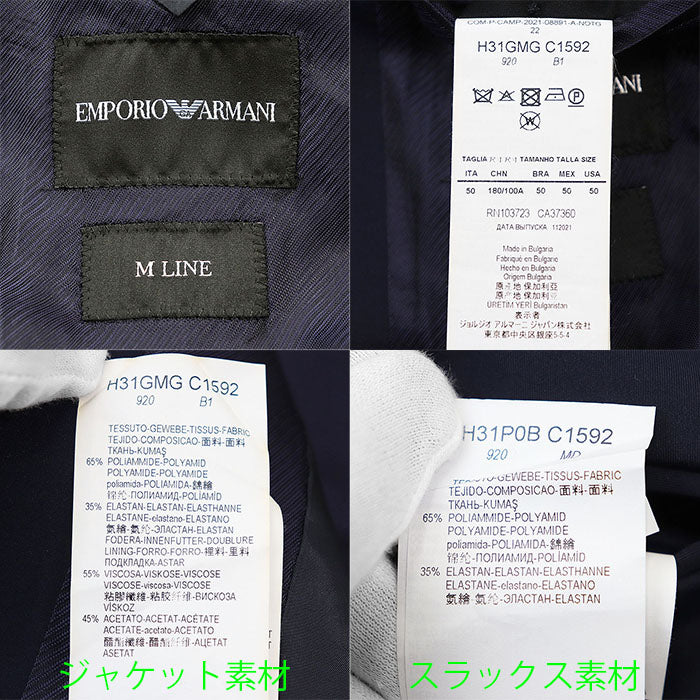 EMPORIO ARMANI
M LINE
COM-P-CAMP-2021-08891-A-NOTG
22
H31GMG C1592
920 B1
TAGLIA TAMANHO TALLA SIZE
ITA CHN BRA MEX USA
50 180/100A 50 50 50
RN103723 CA37360
ДАТА ВЫПУСКА 112021
Made in Bulgaria
Fabriqué en Bulgarie
Hecho en Bulgaria
Origem Bulgaria
原产地 保加利亚
原產地 保加利亞
ÜRETİM YERİ Bulgaristan
表示者
ジョルジオ アルマーニ ジャパン株式会社
東京都中央区銀座5-5-4
ANI
H31GMG C1592
920 B1
TESSUTO-GEWEBE-TISSUS-FABRIC
TEJIDO-COMPOSICAO-面料-面料
ТКАНЬ-KUMAŞ
65% POLIAMMIDE-POLYAMID
POLYAMIDE-POLYAMIDE
poliamida-POLIAMIDA-錦綸
锦纶-ПОЛИАМИД-POLİAMİD
35% ELASTAN-ELASTAN-ELASTHANNE
ELASTANE-elastano-ELASTANO
氨綸-氨纶-ЭЛАСТАН-ELASTAN
FODERA-INNENFUTTER-DOUBLURE
LINING-FORRO-FORRO-裡料-里料
ПОДКЛАДКА-ASTAR
55% VISCOSA-VISKOSE-VISCOSE
VISCOSE-viscosa-VISCOSE
粘膠纖維-粘胶纤维-ВИСКОЗА
VİSKOZ
45% ACETATO-ACETAT-ACÉTATE
ACETATE-acetato-ACETATO
醋酯纖維-醋酯纤维-АЦЕТАТ
ASETAT
ジャケット素材
H31P0B C1592
920
TESSUTO-GEWEBE-TISSUS-FABRIC
TEJIDO-COMPOSICAO-面料-面料
ТКАНЬ-KUMAŞ
65% POLIAMMIDE-POLYAMID
POLYAMIDE-POLYAMIDE
poliamida-POLIAMIDA-錦綸
锦纶-ПОЛИАМИД-POLİAMİD
35% ELASTAN-ELASTAN-ELASTHANNE
ELASTANE-elastano-ELASTANO
氨綸-氨纶-ЭЛАСТАН-ELASTAN
スラックス素材